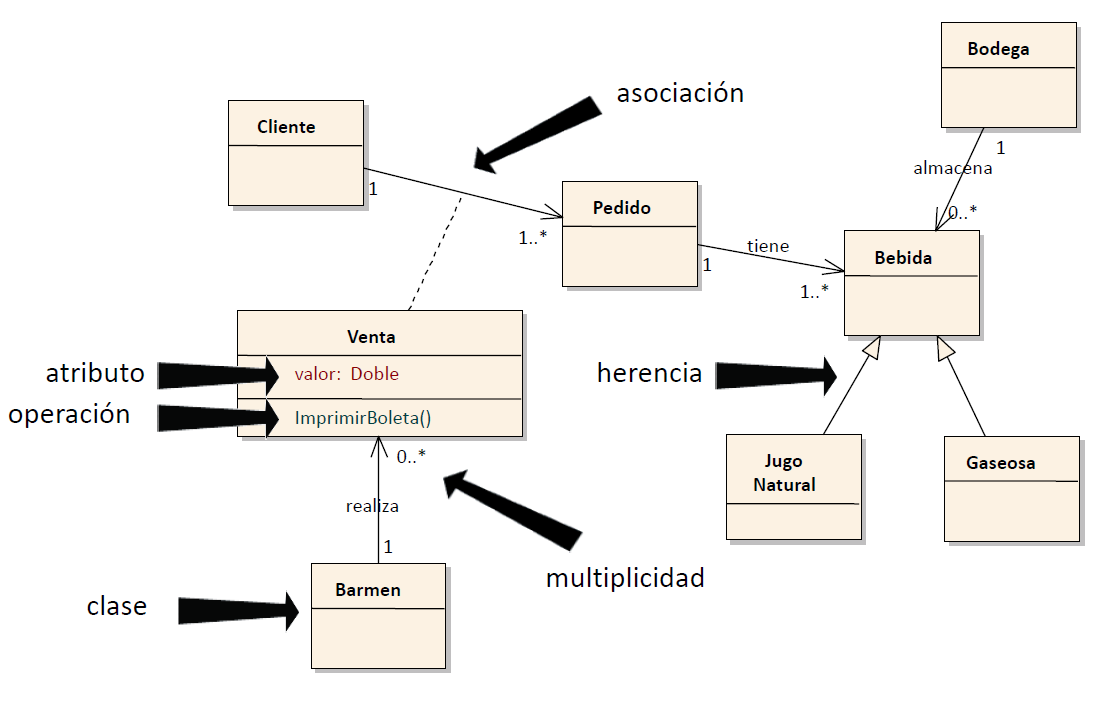 Bodega
asociación
Cliente
1
almacena
1
0..*
Pedido
1..*
tiene
1
1..*
Bebida
Venta
atributo
valor: Doble
herencia
operación
ImprimirBoleta()
0..*
Jugo
Natural
Gaseosa
realiza
1
multiplicidad
Barmen
clase